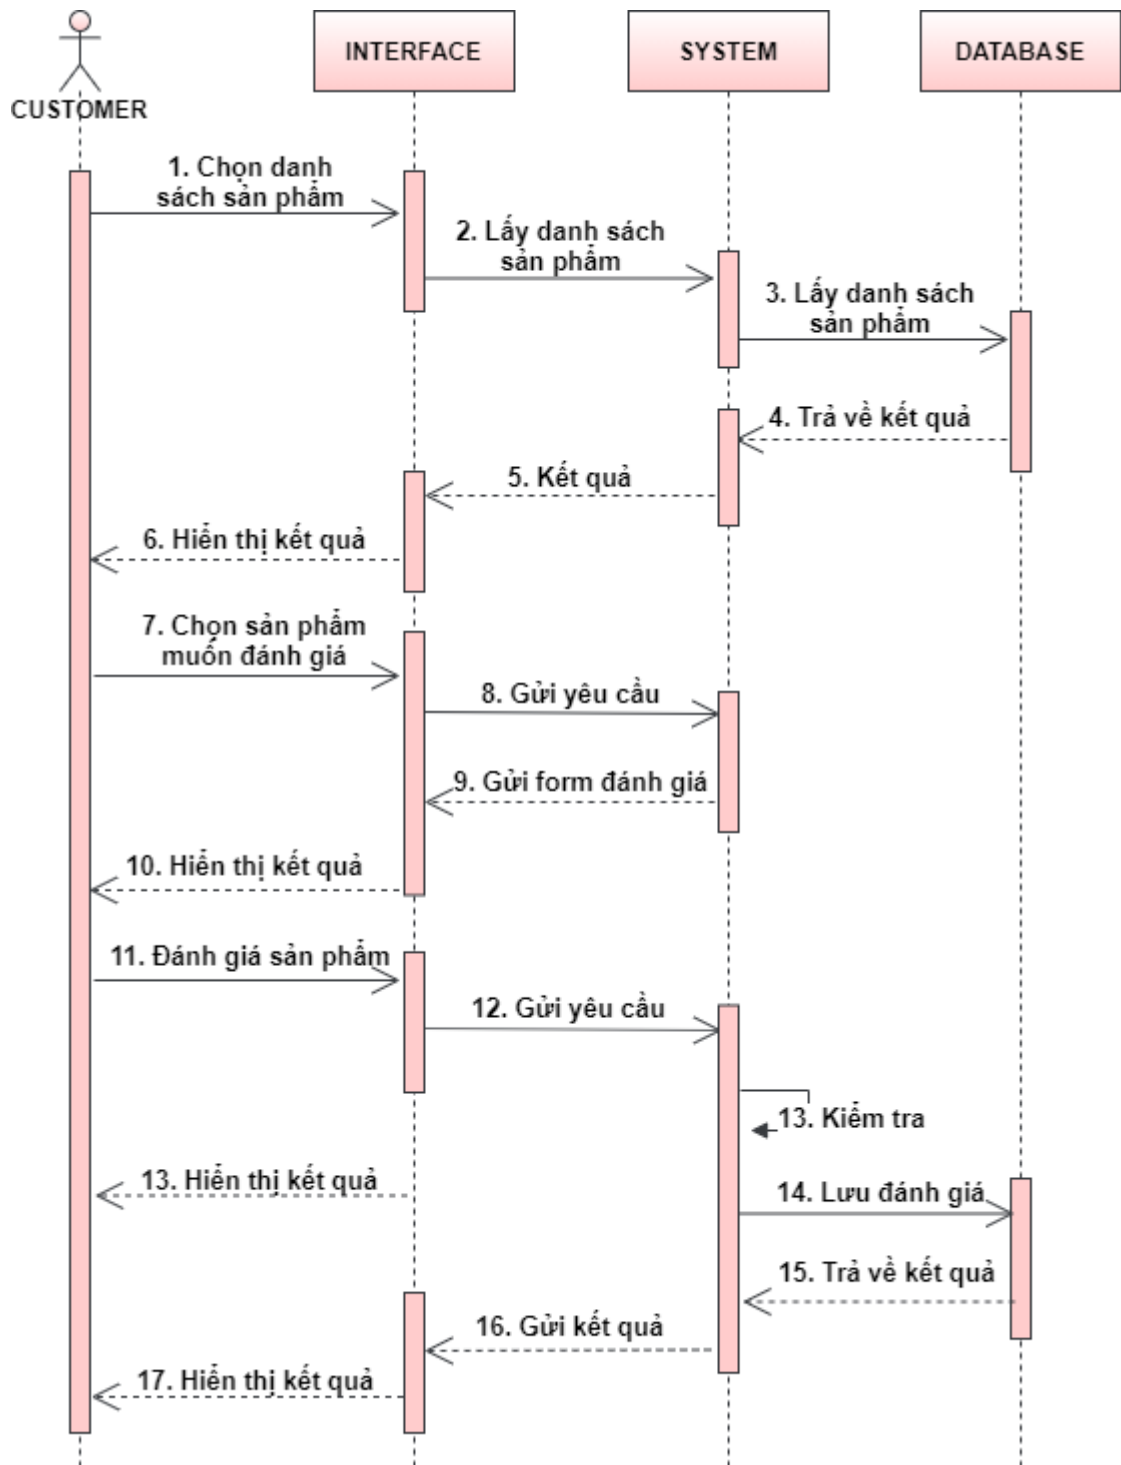 CUSTOMER
INTERFACE
SYSTEM
DATABASE
1. Chọn danh
sách sản phẩm
2. Lấy danh sách
sản phẩm
3. Lấy danh sách
sản phẩm
4. Trả về kết quả
5. Kết quả
6. Hiển thị kết quả
7. Chọn sản phẩm
muốn đánh giá
8. Gửi yêu cầu
9. Gửi form đánh giá
10. Hiển thị kết quả
11. Đánh giá sản phẩm
12. Gửi yêu cầu
13. Kiểm tra
13. Hiển thị kết quả
14. Lưu đánh giá
15. Trả về kết quả
16. Gửi kết quả
17. Hiển thị kết quả